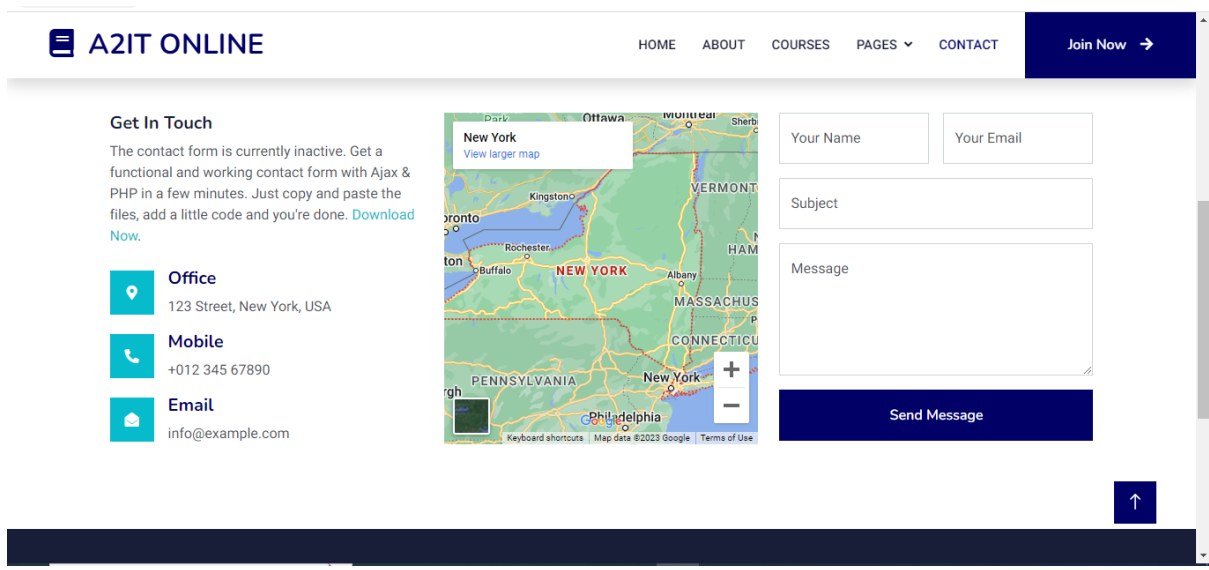 A2IT ONLINE
HOME ABOUT COURSES PAGES CONTACT Join Now
Get In Touch
The contact form is currently inactive. Get a
functional and working contact form with Ajax &
PHP in a few minutes. Just copy and paste the
files, add a little code and you're done. Download
Now.
Office
123 Street, New York, USA
Mobile
+012 345 67890
Email
info@example.com
Park
Ottawa
Montreal
New York
View larger map
Kingston
VERMONT
Rochester
Buffalo
NEW YORK
Albany
MASSACHUS
CONNECTICU
PENNSYLVANIA
New York
Philadelphia
Google
Keyboard shortcuts Map data ©2023 Google Terms of Use
Your Name
Your Email
Subject
Message
Send Message